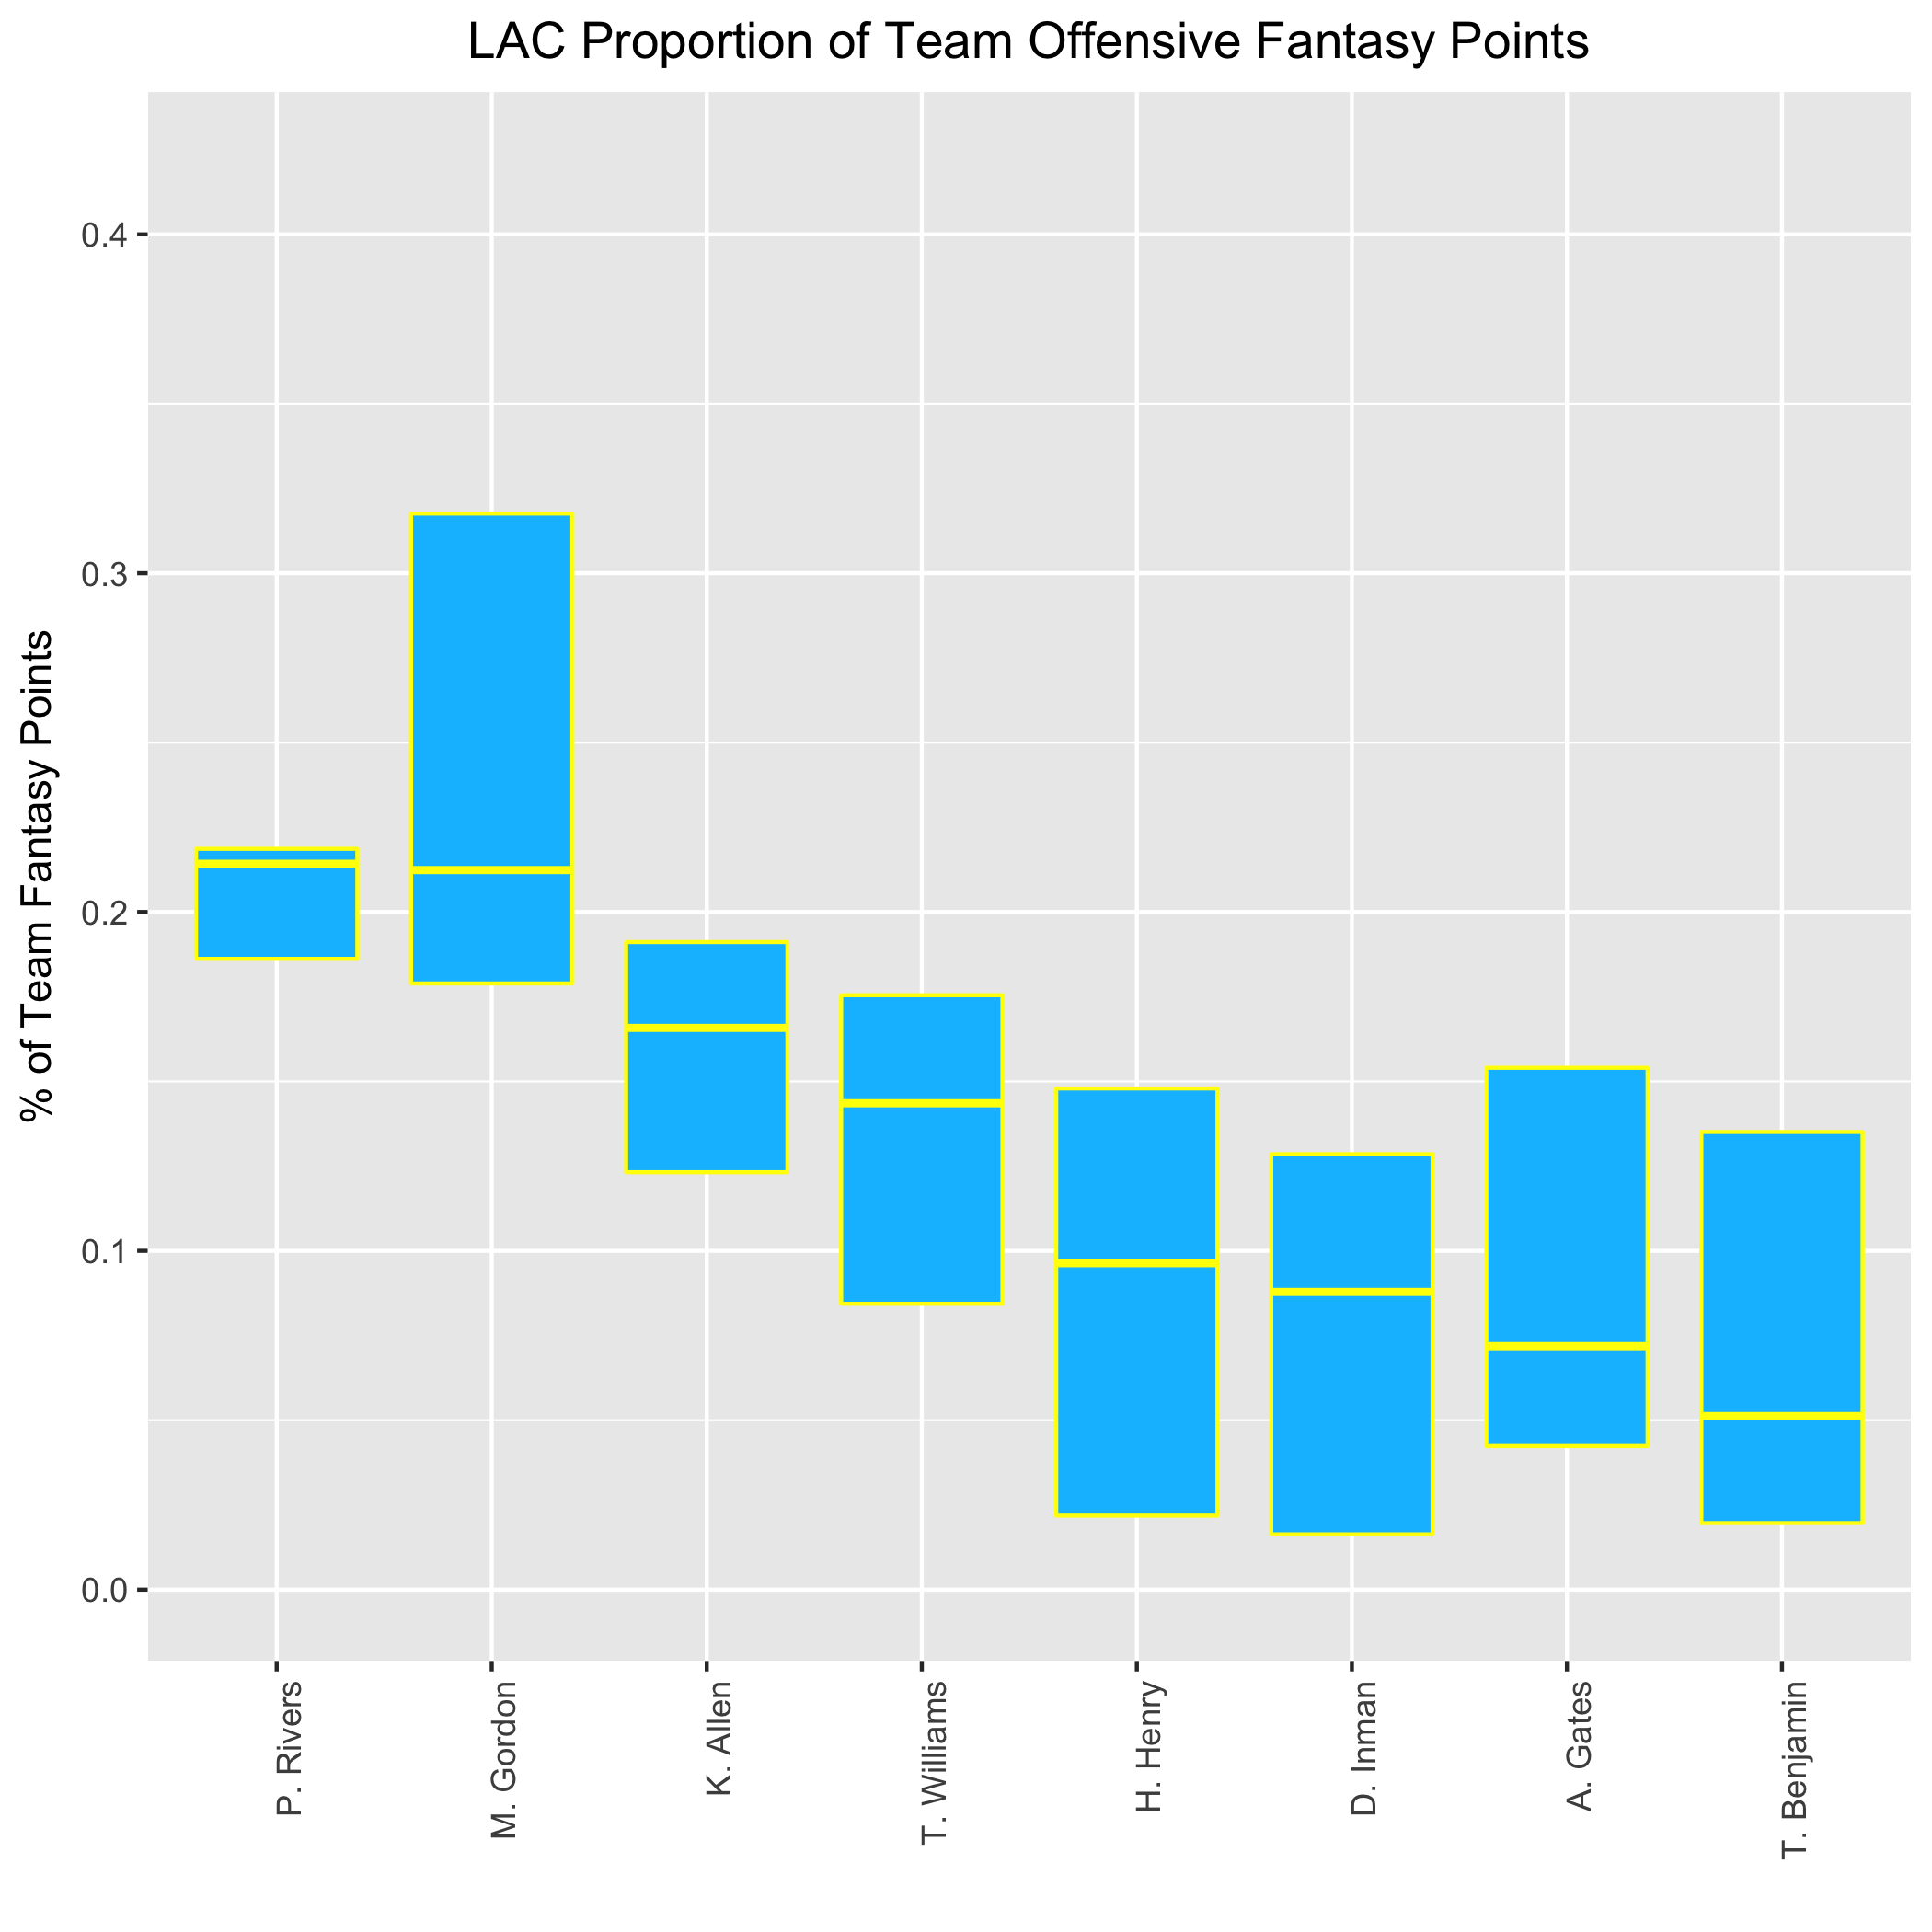 LAC Proportion of Team Offensive Fantasy Points
% of Team Fantasy Points
0.4
0.3
0.2
0.1
0.0
P. Rivers
M. Gordon
K. Allen
T. Williams
H. Henry
D. Inman
A. Gates
T. Benjamin